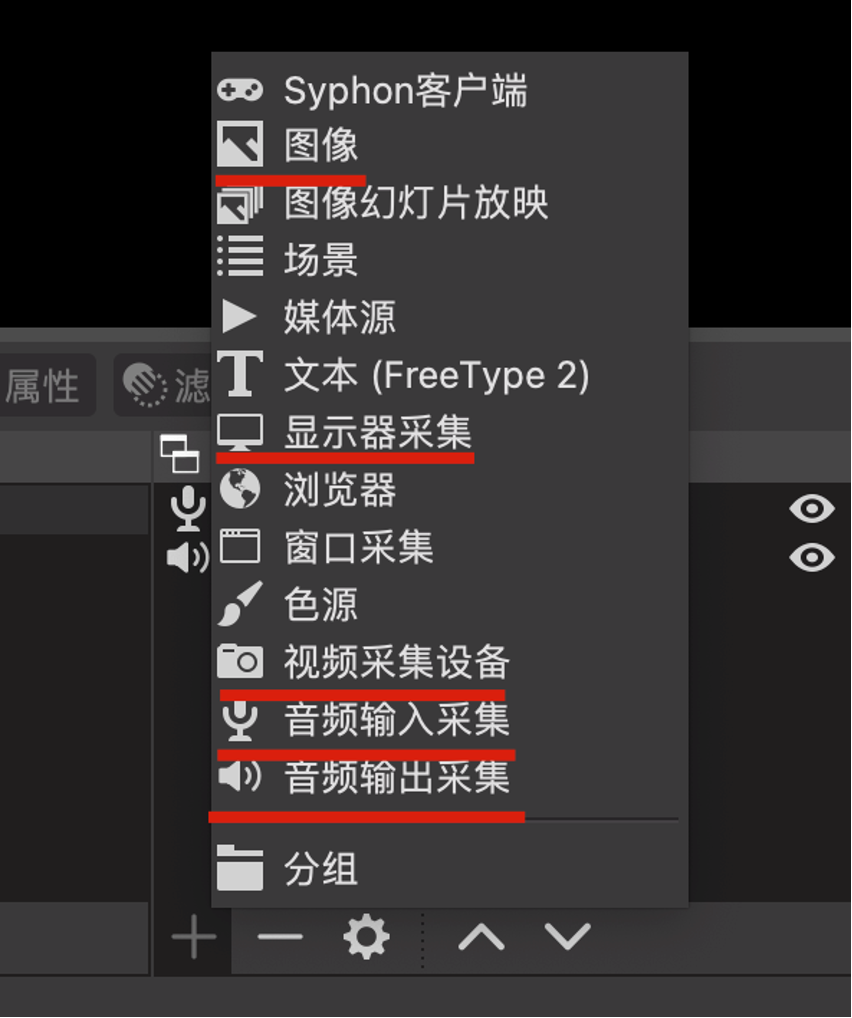 Syphon客户端
图像
图像幻灯片放映
场景
媒体源
文本 (FreeType 2)
显示器采集
浏览器
窗口采集
色源
视频采集设备
音频输入采集
音频输出采集
分组
属性
滤